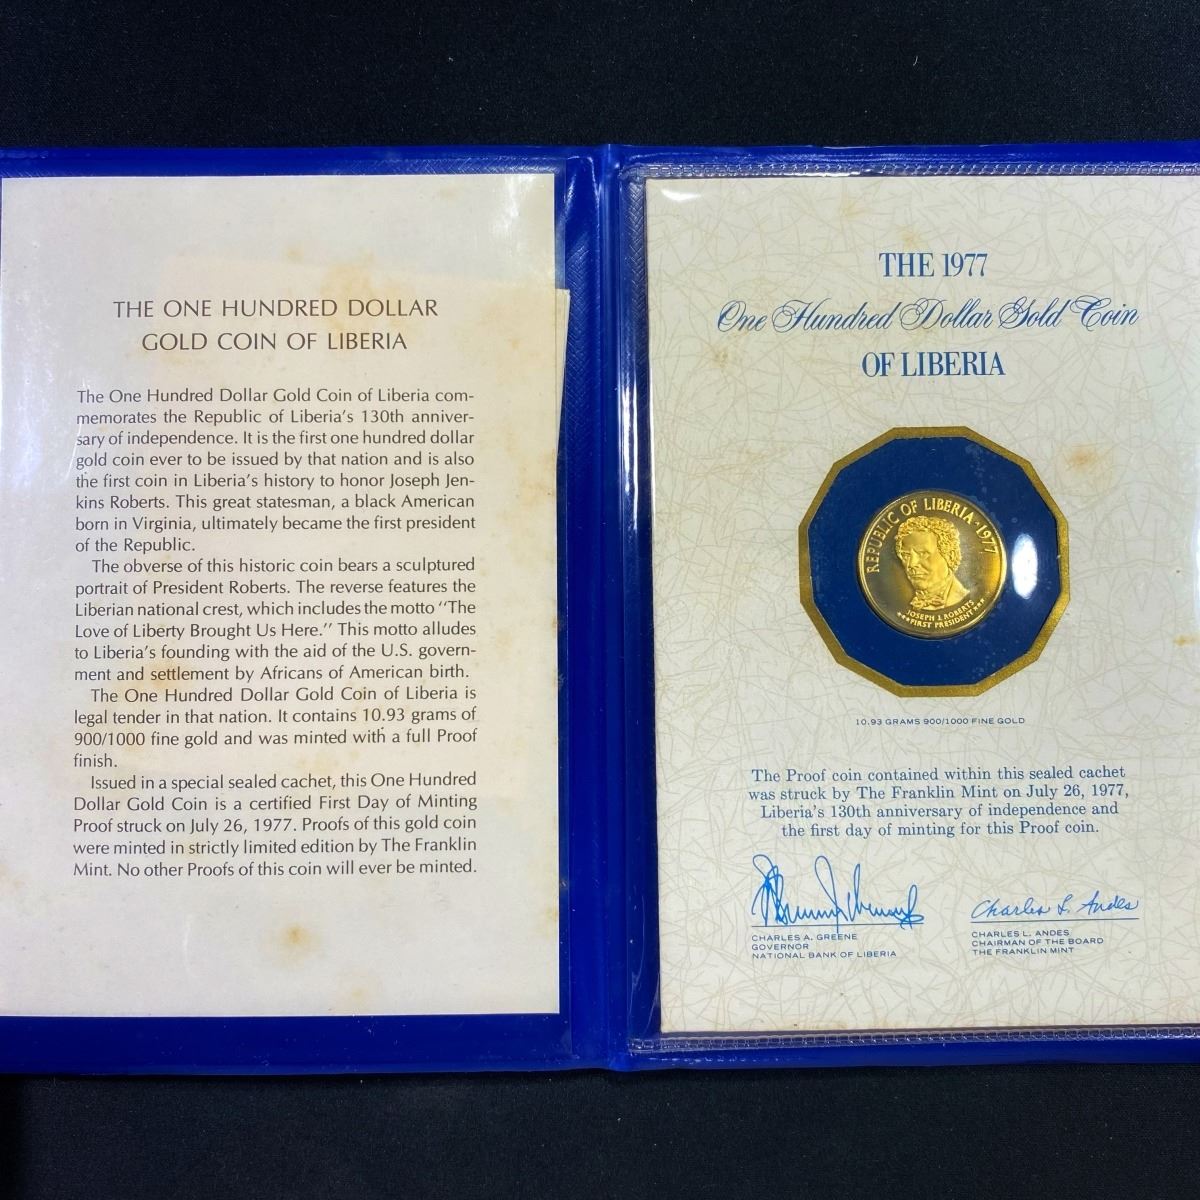 THE ONE HUNDRED DOLLAR
GOLD COIN OF LIBERIA
The One Hundred Dollar Gold Coin of Liberia com-
memorates the Republic of Liberia's 130th anniver-
sary of independence. It is the first one hundred dollar
gold coin ever to be issued by that nation and is also
the first coin in Liberia's history to honor Joseph Jen-
kins Roberts. This great statesman, a black American
born in Virginia, ultimately became the first president
of the Republic.
The obverse of this historic coin bears a sculptured
portrait of President Roberts. The reverse features the
Liberian national crest, which includes the motto "The
Love of Liberty Brought Us Here." This motto alludes
to Liberia's founding with the aid of the U.S. govern-
ment and settlement by Africans of American birth.
The One Hundred Dollar Gold Coin of Liberia is
legal tender in that nation. It contains 10.93 grams of
900/1000 fine gold and was minted with a full Proof
finish.
Issued in a special sealed cachet, this One Hundred
Dollar Gold Coin is a certified First Day of Minting
Proof struck on July 26, 1977. Proofs of this gold coin
were minted in strictly limited edition by The Franklin
Mint. No other Proofs of this coin will ever be minted.
THE 1977
One Hundred Dollar Gold Coin
OF LIBERIA
REPUBLIC OF LIBERIA · 1977
JOSEPH J. ROBERTS
★★★FIRST PRESIDENT★★★
10.93 GRAMS 900/1000 FINE GOLD
The Proof coin contained within this sealed cachet
was struck by The Franklin Mint on July 26, 1977,
Liberia's 130th anniversary of independence and
the first day of minting for this Proof coin.
Charles L. Andes
CHARLES A. GREENE
GOVERNOR
NATIONAL BANK OF LIBERIA
CHARLES L. ANDES
CHAIRMAN OF THE BOARD
THE FRANKLIN MINT